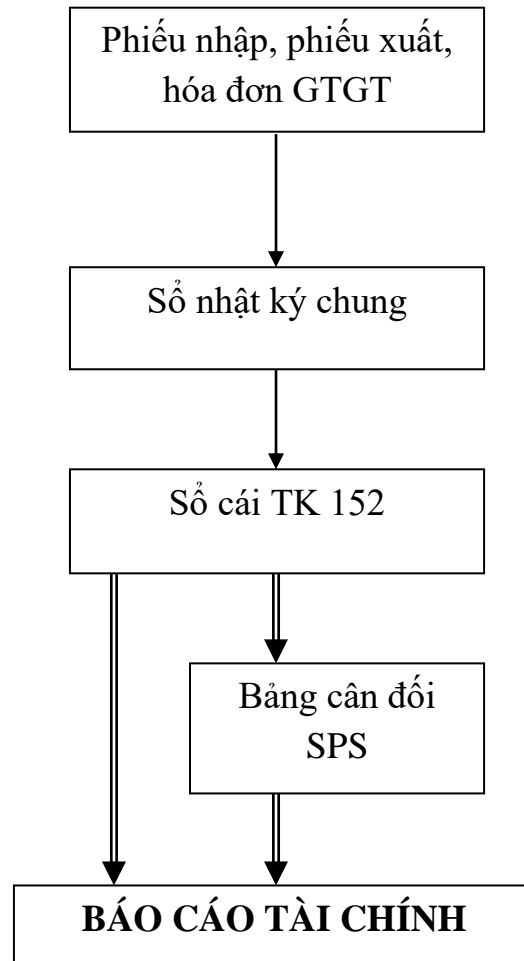 Phiếu nhập, phiếu xuất,
hóa đơn GTGT
Sổ nhật ký chung
Sổ cái TK 152
Bảng cân đối
SPS
BÁO CÁO TÀI CHÍNH